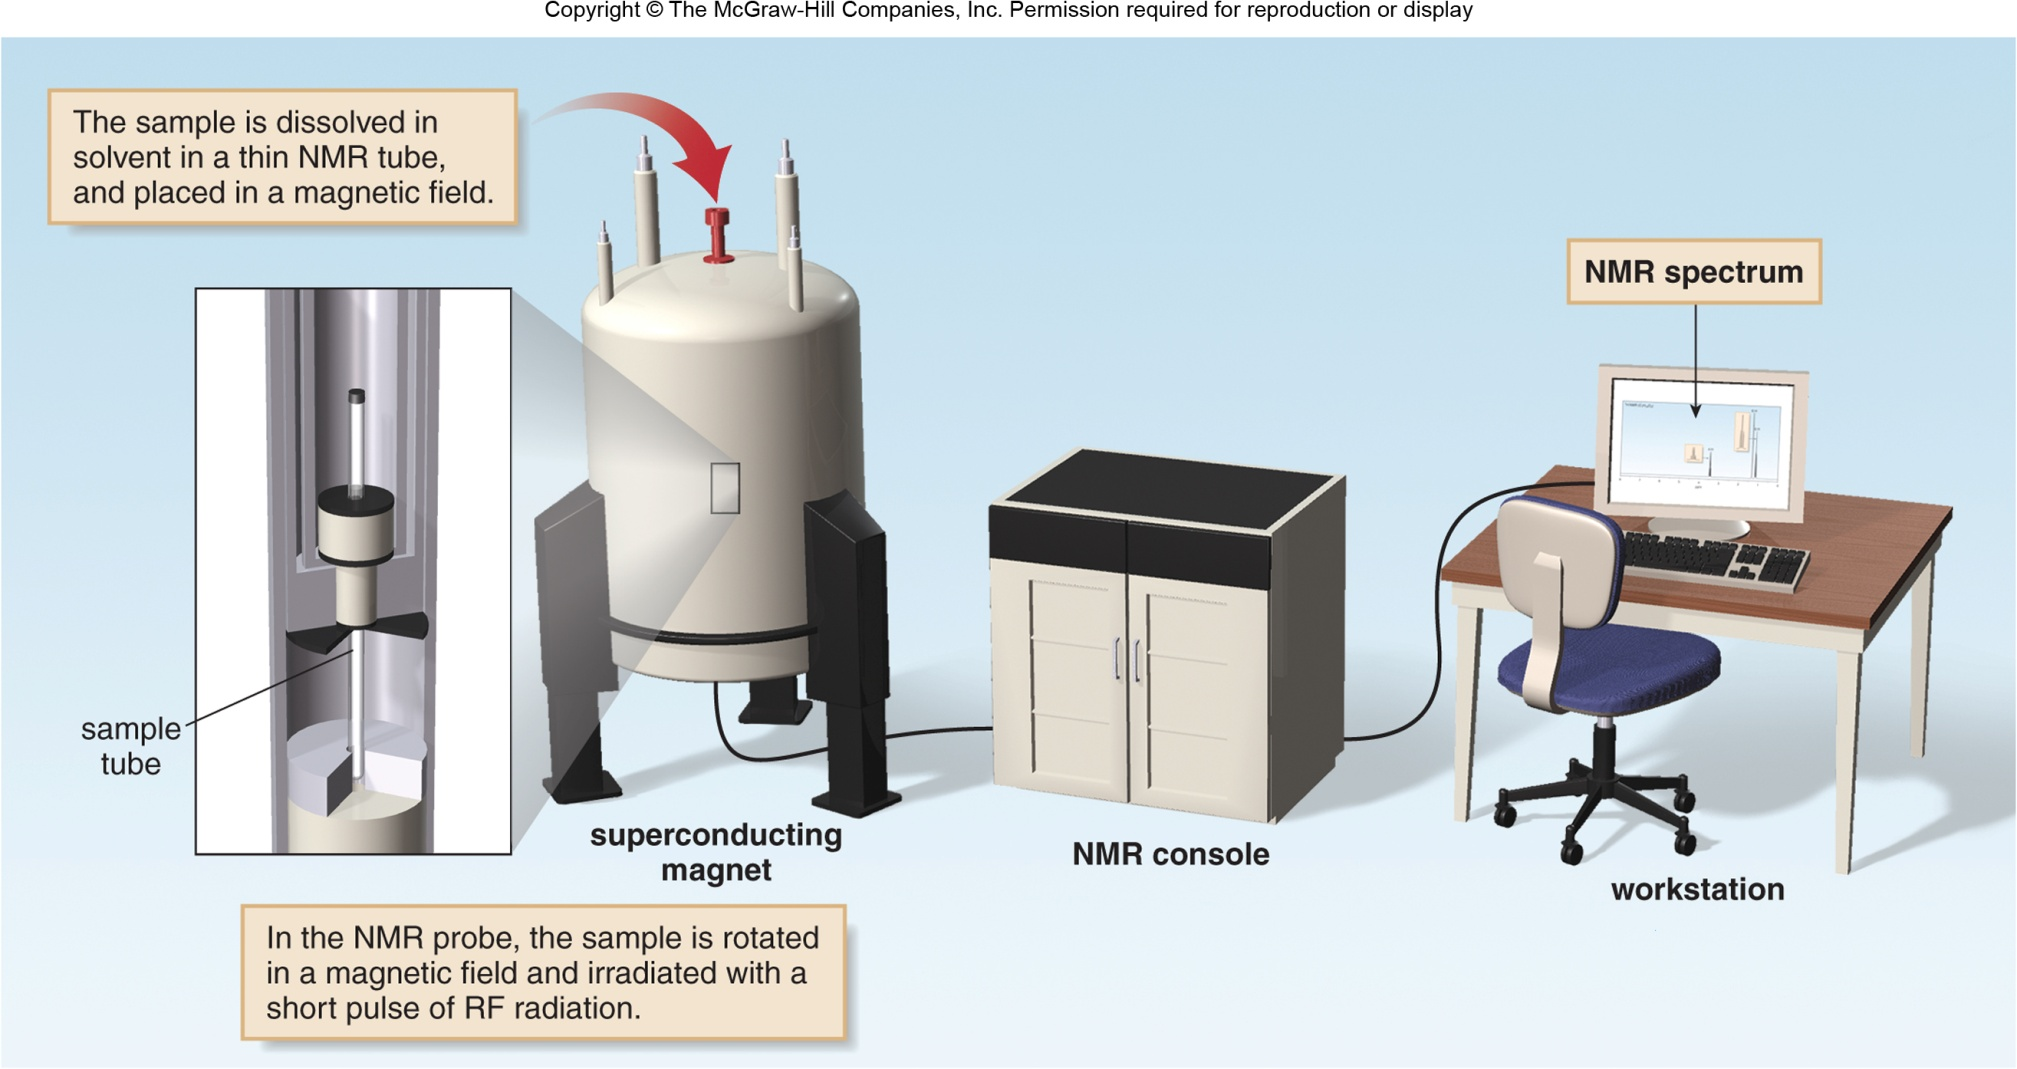 Copyright © The McGraw-Hill Companies, Inc. Permission required for reproduction or display
The sample is dissolved in
solvent in a thin NMR tube,
and placed in a magnetic field.
NMR spectrum
sample
tube
superconducting
magnet
NMR console
workstation
In the NMR probe, the sample is rotated
in a magnetic field and irradiated with a
short pulse of RF radiation.